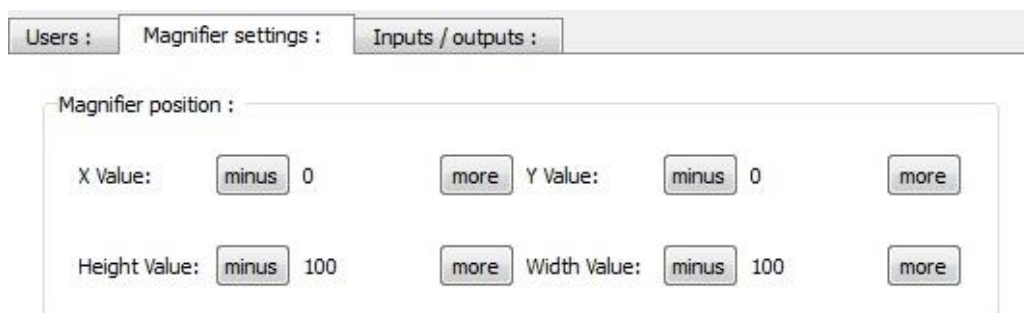 Users : Magnifier settings : Inputs / outputs :
Magnifier position :
X Value: minus 0 more Y Value: minus 0 more
Height Value: minus 100 more Width Value: minus 100 more